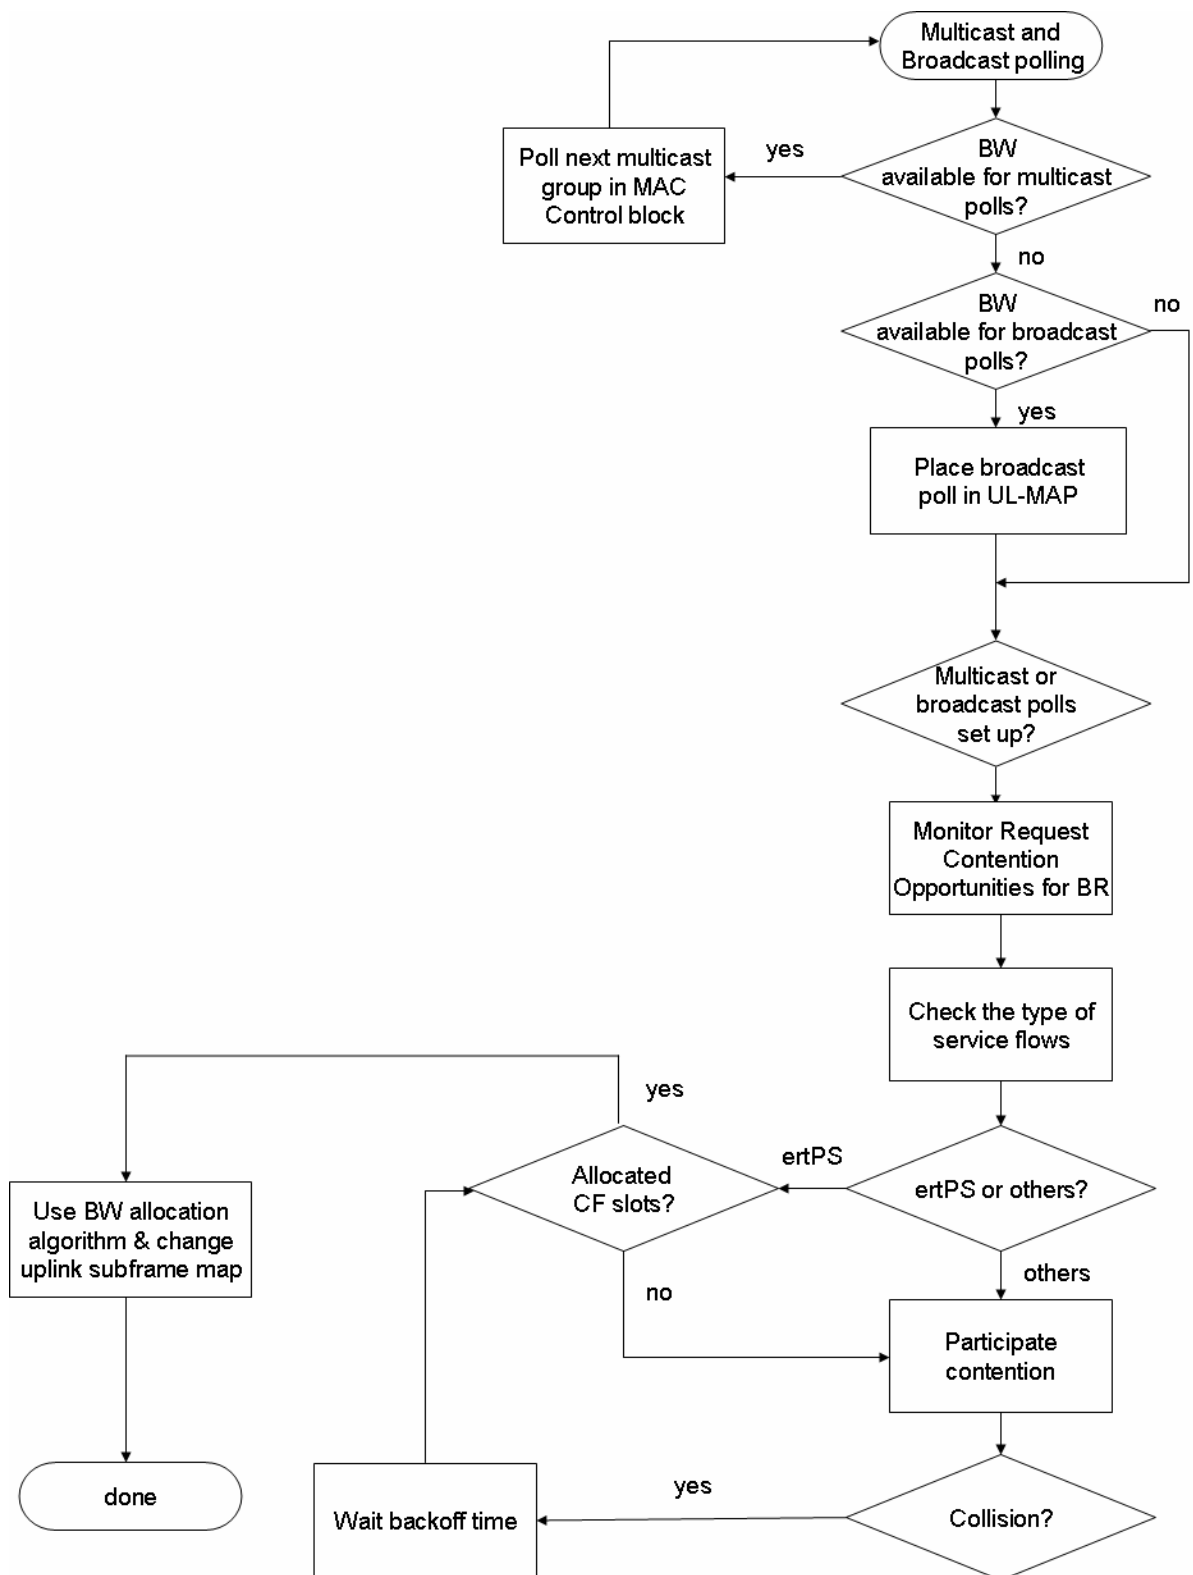 Multicast and
Broadcast polling
yes
Poll next multicast
group in MAC
Control block
BW
available for multicast
polls?
no
BW
available for broadcast
polls?
no
yes
Place broadcast
poll in UL-MAP
Multicast or
broadcast polls
set up?
Monitor Request
Contention
Opportunities for BR
Check the type of
service flows
yes
ertPS
Allocated
CF slots?
ertPS or others?
Use BW allocation
algorithm & change
uplink subframe map
no
others
Participate
contention
done
yes
Wait backoff time
Collision?